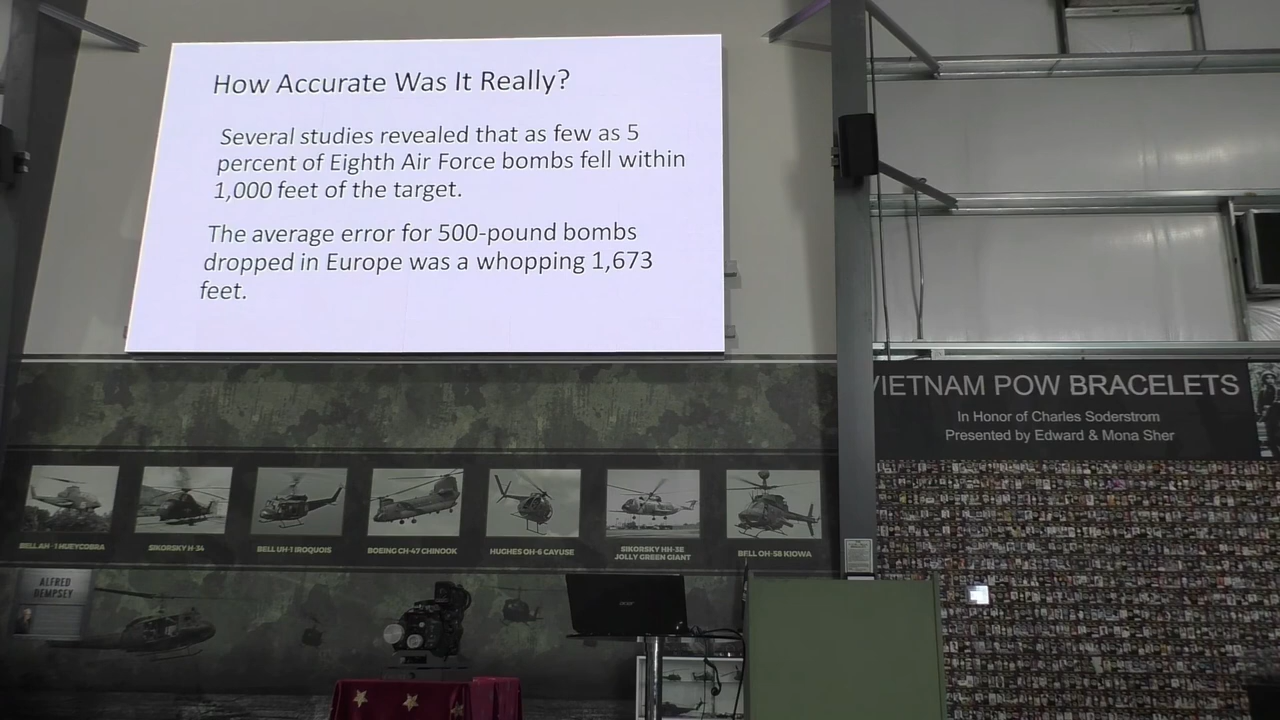 How Accurate Was It Really?
Several studies revealed that as few as 5
percent of Eighth Air Force bombs fell within
1,000 feet of the target.
The average error for 500-pound bombs
dropped in Europe was a whopping 1,673
feet.
VIETNAM POW BRACELETS
In Honor of Charles Soderstrom
Presented by Edward & Mona Sher
BELL AH-1 HUEYCOBRA
SIKORSKY H-34
BELL UH-1 IROQUOIS
BOEING CH-47 CHINOOK
HUGHES OH-6 CAYUSE
SIKORSKY HH-3E
JOLLY GREEN GIANT
BELL OH-58 KIOWA
ALFRED
DEMPSEY
acer